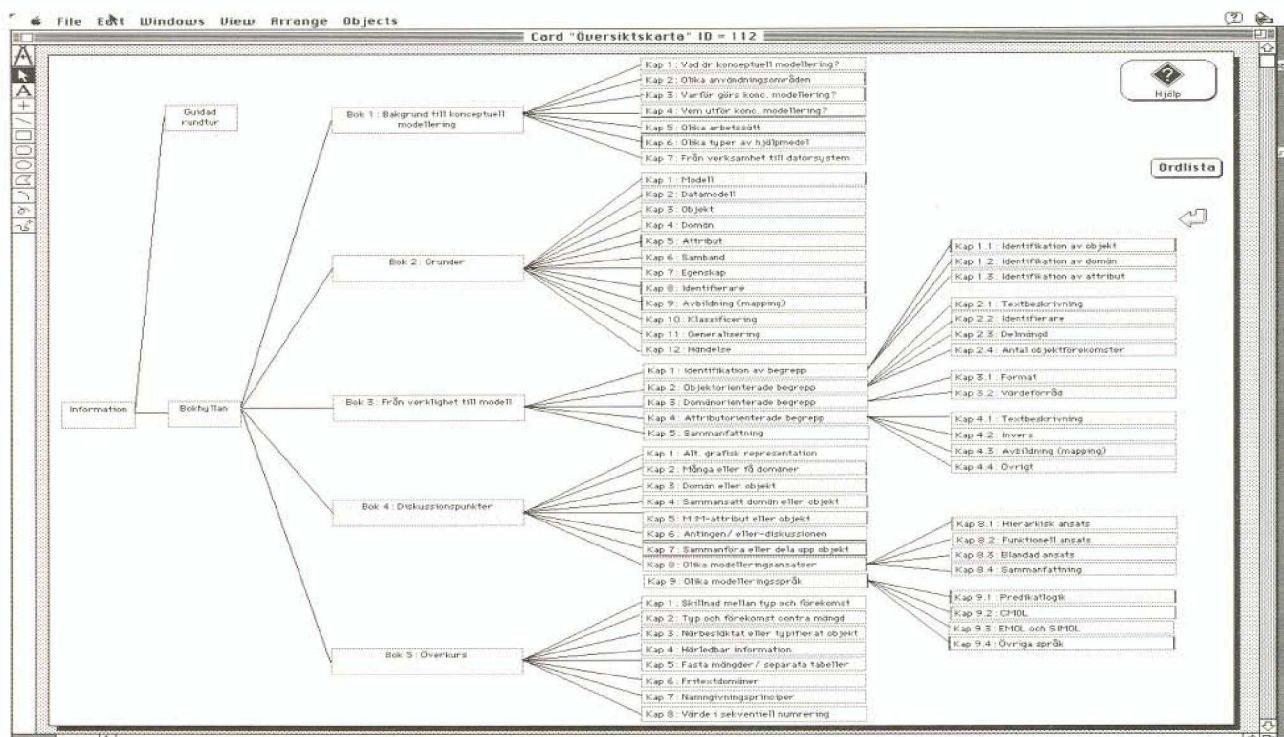 File Edit Windows View Arrange Objects
Card "Översiktskarta" ID = 112
Hjälp
Ordlista
Information
Guidad
rundtur
Bokhyllan
Bok 1 : Bakgrund till konceptuell
modellering
Kap 1 : Vad är konceptuell modellering?
Kap 2 : Olika användningsområden
Kap 3 : Varför görs konc. modellering?
Kap 4 : Vem utför konc. modellering?
Kap 5 : Olika arbetssätt
Kap 6 : Olika typer av hjälpmedel
Kap 7 : Från verksamhet till datorsystem
Bok 2 : Grunder
Kap 1 : Modell
Kap 2 : Datamodell
Kap 3 : Objekt
Kap 4 : Domän
Kap 5 : Attribut
Kap 6 : Samband
Kap 7 : Egenskap
Kap 8 : Identifierare
Kap 9 : Avbildning (mapping)
Kap 10 : Klassificering
Kap 11 : Generalisering
Kap 12 : Händelse
Bok 3 : Från verklighet till modell
Kap 1 : Identifikation av begrepp
Kap 2 : Objektorienterade begrepp
Kap 3 : Domänorienterade begrepp
Kap 4 : Attributorienterade begrepp
Kap 5 : Sammanfattning
Kap 1.1 : Identifikation av objekt
Kap 1.2 : Identifikation av domän
Kap 1.3 : Identifikation av attribut
Kap 2.1 : Textbeskrivning
Kap 2.2 : Identifierare
Kap 2.3 : Delmängd
Kap 2.4 : Antal objektförekomster
Kap 3.1 : Format
Kap 3.2 : Värdeförråd
Kap 4.1 : Textbeskrivning
Kap 4.2 : Invers
Kap 4.3 : Avbildning (mapping)
Kap 4.4 : Övrigt
Bok 4 : Diskussionspunkter
Kap 1 : Alt. grafisk representation
Kap 2 : Många eller få domäner
Kap 3 : Domän eller objekt
Kap 4 : Sammansatt domän eller objekt
Kap 5 : M:M-attribut eller objekt
Kap 6 : Antingen/ eller-diskussionen
Kap 7 : Sammanföra eller dela upp objekt
Kap 8 : Olika modelleringsansatser
Kap 9 : Olika modelleringsspråk
Kap 8.1 : Hierarkisk ansats
Kap 8.2 : Funktionell ansats
Kap 8.3 : Blandad ansats
Kap 8.4 : Sammanfattning
Kap 9.1 : Predikatlogik
Kap 9.2 : CMOL
Kap 9.3 : EMOL och SIMOL
Kap 9.4 : Övriga språk
Bok 5 : Överkurs
Kap 1 : Skillnad mellan typ och förekomst
Kap 2 : Typ och förekomst contra mängd
Kap 3 : Närbesläktat eller typifierat objekt
Kap 4 : Härledbar information
Kap 5 : Fasta mängder/ separata tabeller
Kap 6 : Fritextdomäner
Kap 7 : Namngivningsprinciper
Kap 8 : Värde i sekventiell numrering